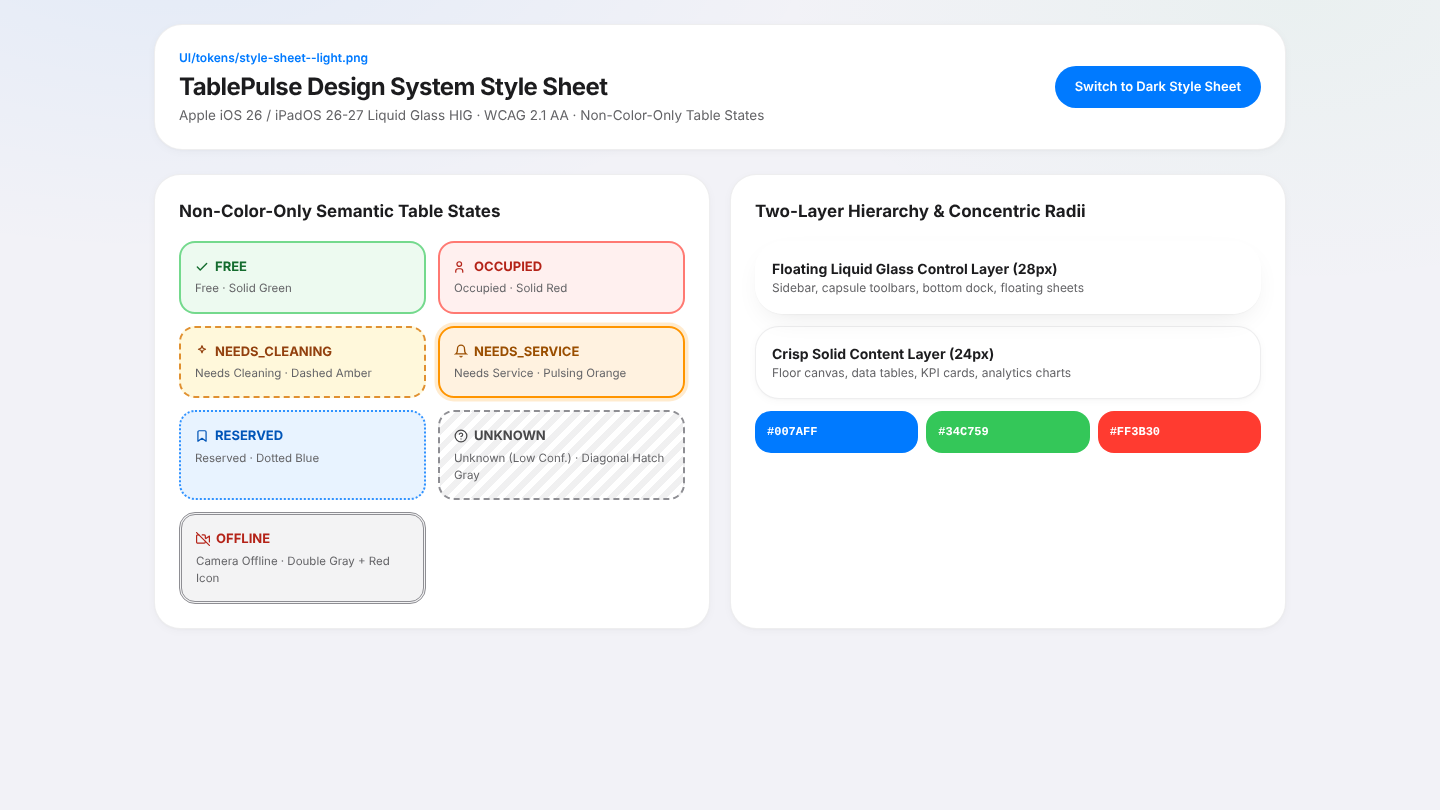 UI/tokens/style-sheet--light.png
TablePulse Design System Style Sheet
Apple iOS 26 / iPadOS 26-27 Liquid Glass HIG · WCAG 2.1 AA · Non-Color-Only Table States
Switch to Dark Style Sheet
Non-Color-Only Semantic Table States
FREE
Free · Solid Green
OCCUPIED
Occupied · Solid Red
NEEDS_CLEANING
Needs Cleaning · Dashed Amber
NEEDS_SERVICE
Needs Service · Pulsing Orange
RESERVED
Reserved · Dotted Blue
UNKNOWN
Unknown (Low Conf.) · Diagonal Hatch
Gray
OFFLINE
Camera Offline · Double Gray + Red
Icon
Two-Layer Hierarchy & Concentric Radii
Floating Liquid Glass Control Layer (28px)
Sidebar, capsule toolbars, bottom dock, floating sheets
Crisp Solid Content Layer (24px)
Floor canvas, data tables, KPI cards, analytics charts
#007AFF
#34C759
#FF3B30